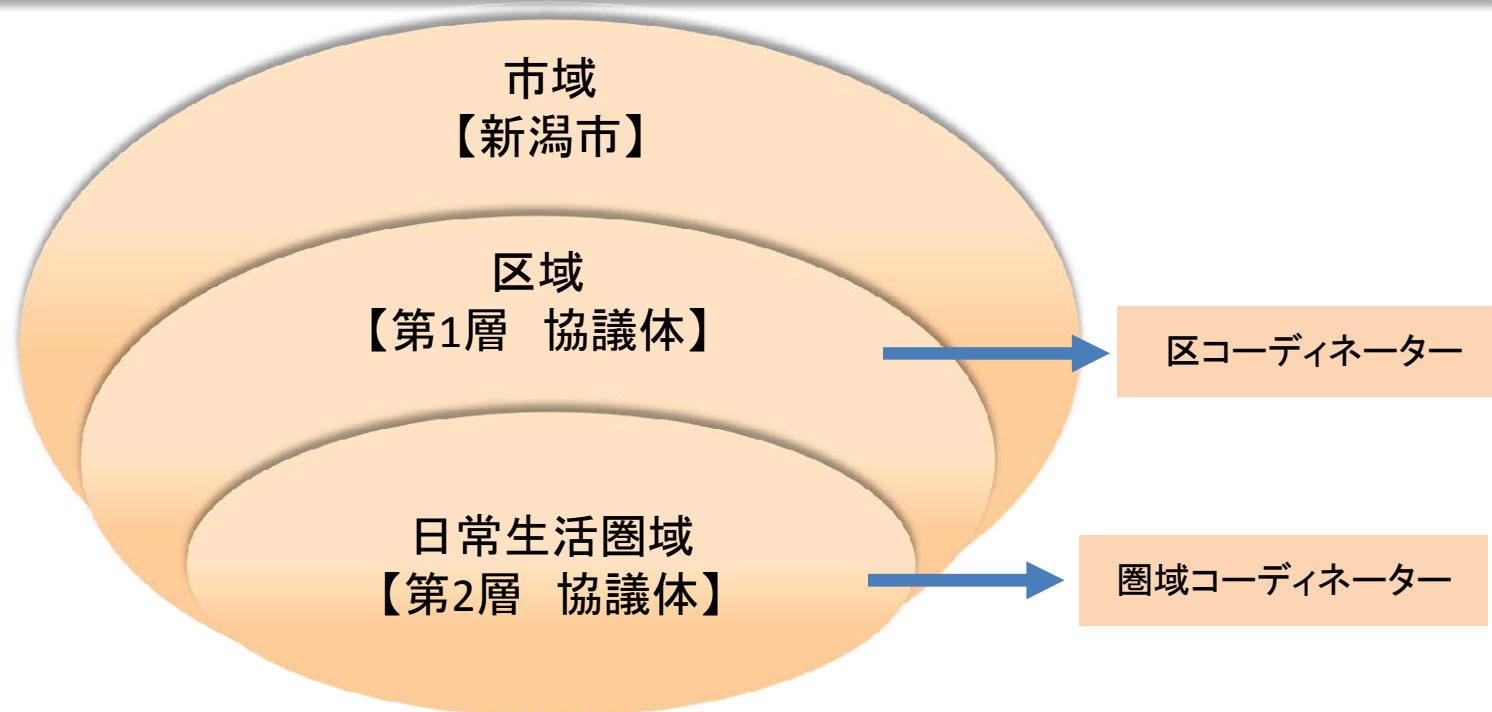 市域
【新潟市】
区域
【第1層　協議体】
区コーディネーター
日常生活圏域
【第2層　協議体】
圏域コーディネーター